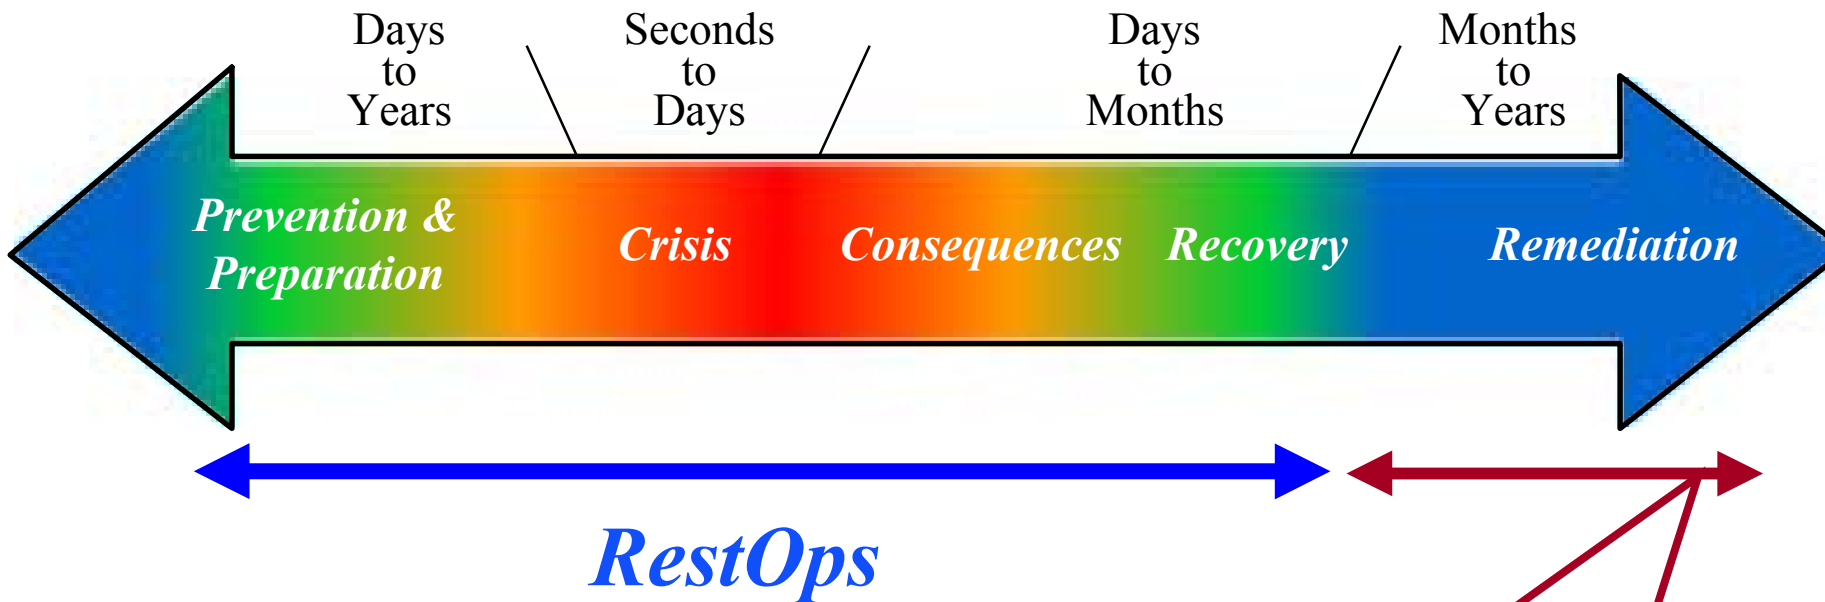 Days
to
Years
Seconds
to
Days
Days
to
Months
Months
to
Years
Prevention &
Preparation
Crisis
Consequences
Recovery
Remediation
RestOps